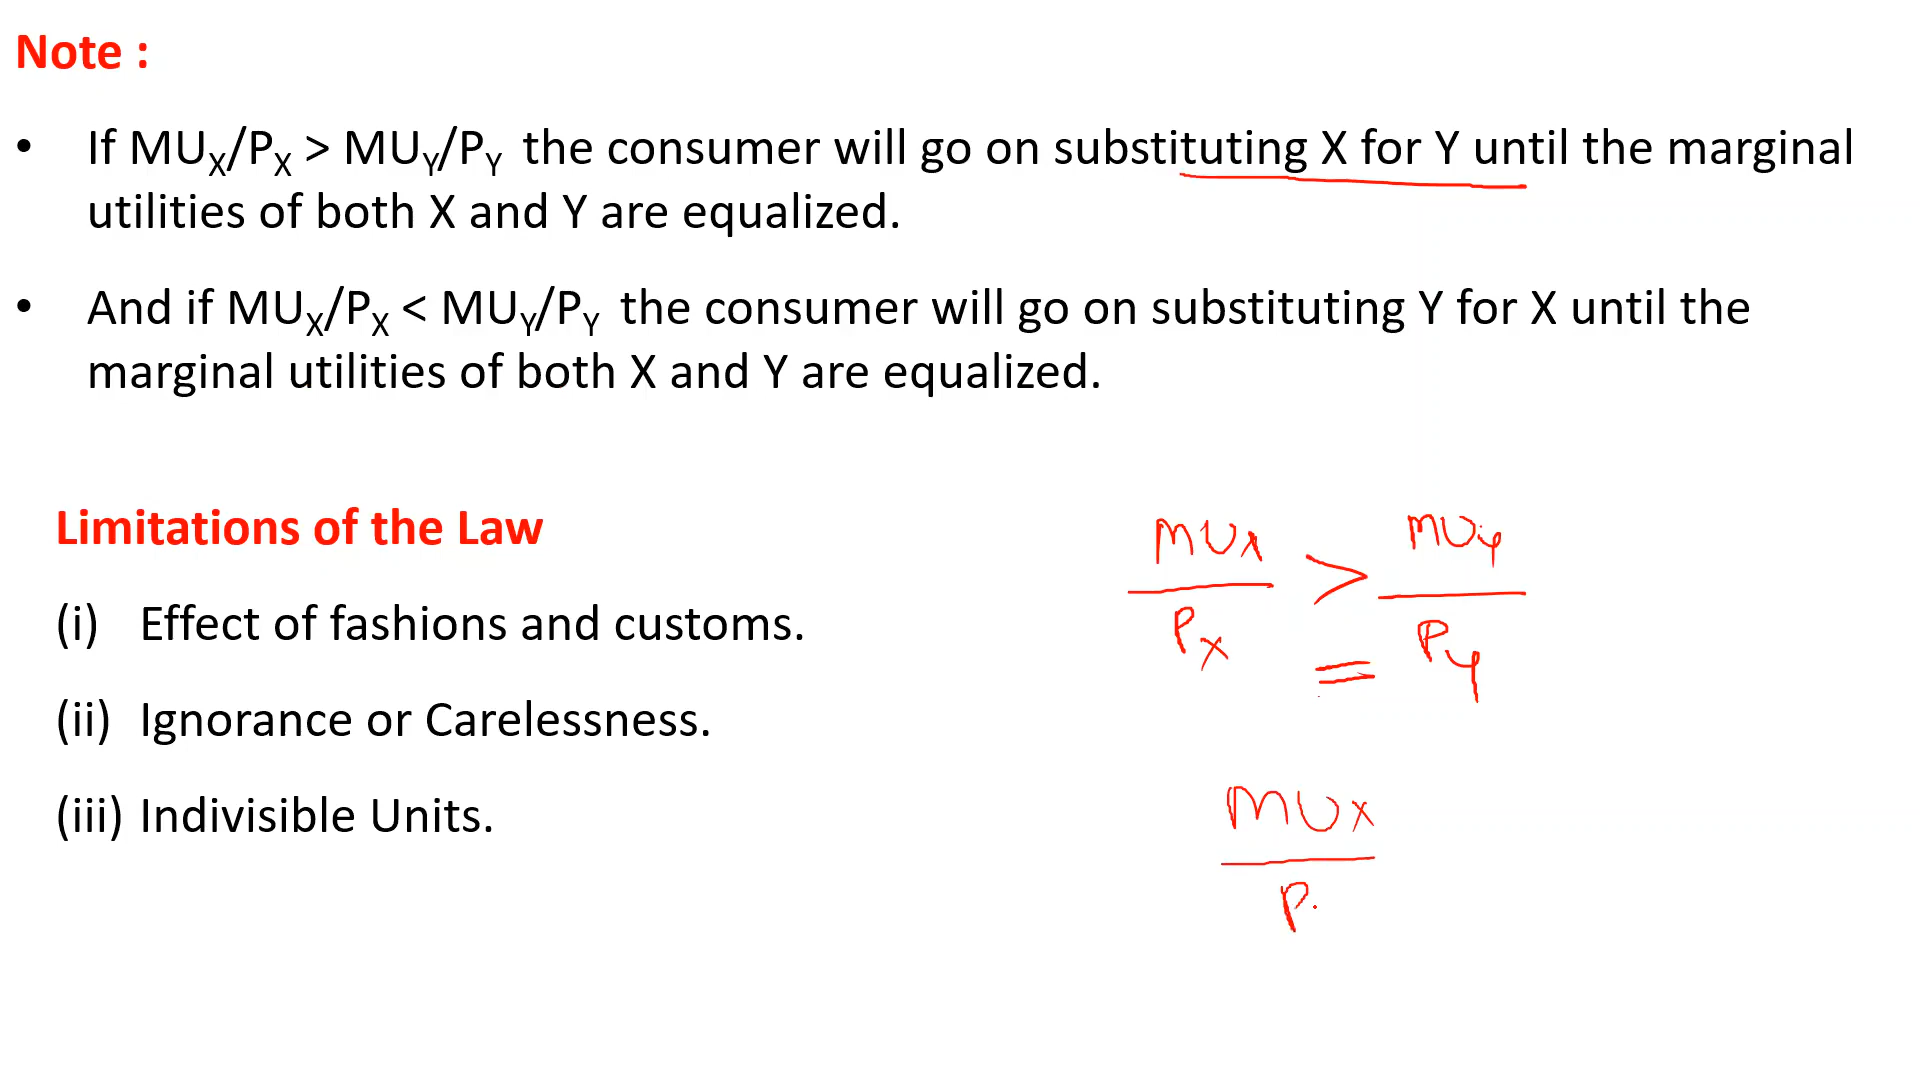 Note :
• If MUX/PX > MUY/PY the consumer will go on substituting X for Y until the marginal
utilities of both X and Y are equalized.
• And if MUX/PX < MUY/PY the consumer will go on substituting Y for X until the
marginal utilities of both X and Y are equalized.
Limitations of the Law
(i) Effect of fashions and customs.
(ii) Ignorance or Carelessness.
(iii) Indivisible Units.
MUX > MUY
PX = PY
MUX
P